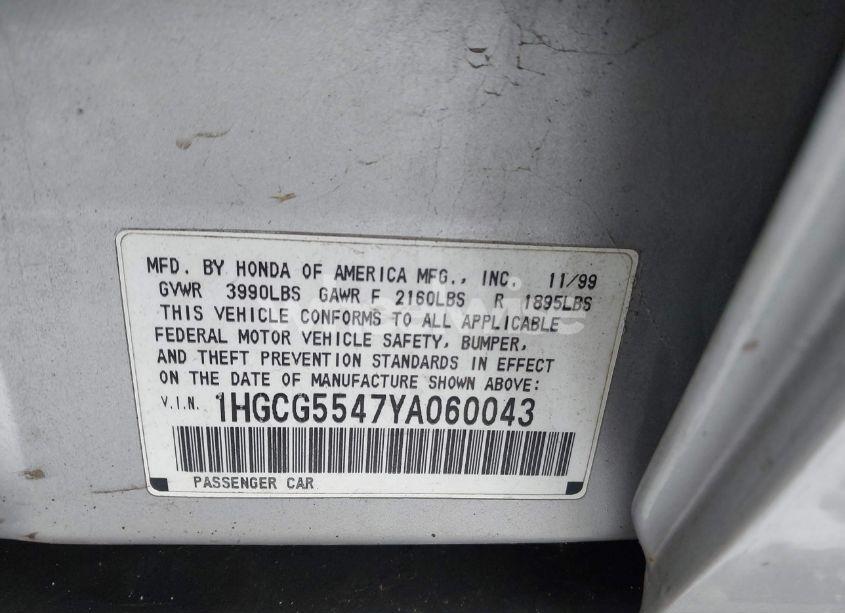 MFD. BY HONDA OF AMERICA MFG., INC. 11/99
GVWR 3990LBS GAWR F 2160LBS R 1895LBS
THIS VEHICLE CONFORMS TO ALL APPLICABLE
FEDERAL MOTOR VEHICLE SAFETY, BUMPER,
AND THEFT PREVENTION STANDARDS IN EFFECT
ON THE DATE OF MANUFACTURE SHOWN ABOVE:
V.I.N. 1HGCG5547YA060043
PASSENGER CAR